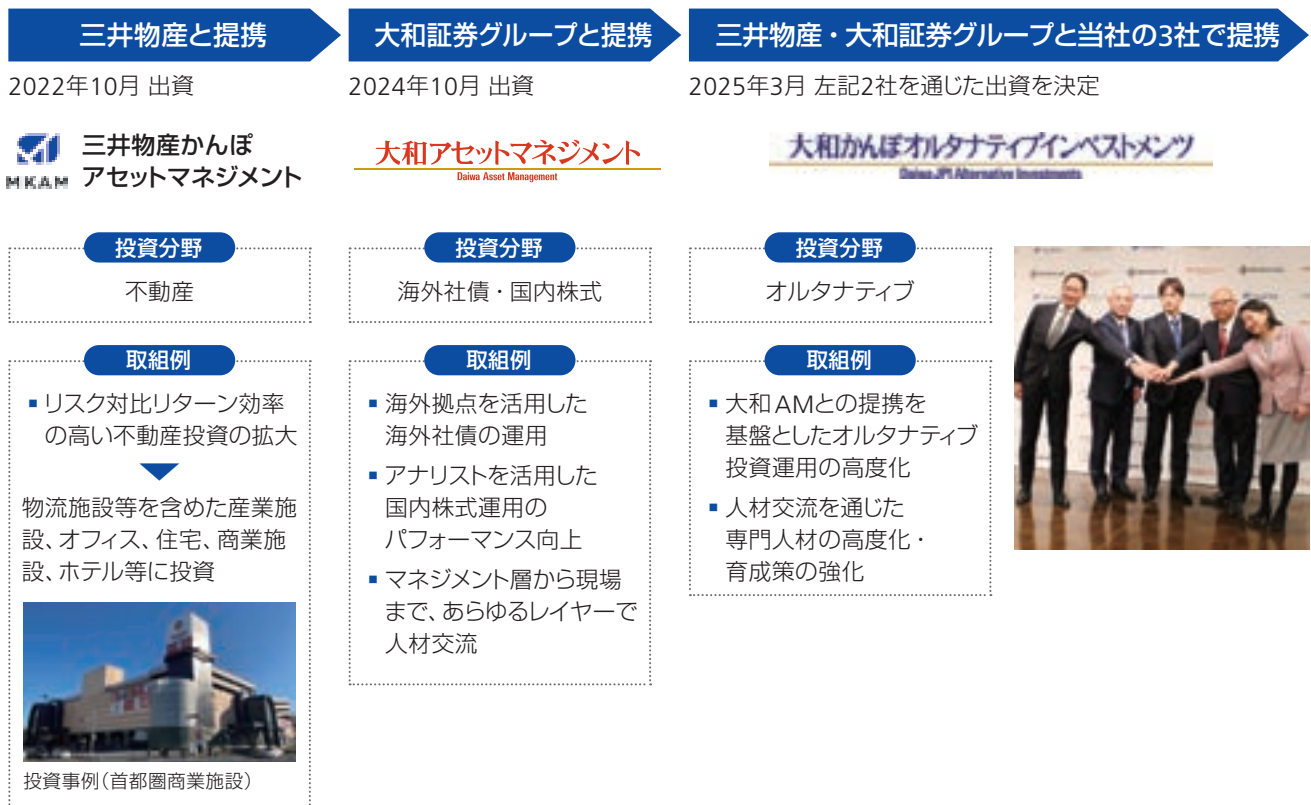 三井物産と提携
2022年10月 出資
MKAM
三井物産かんぽ
アセットマネジメント
投資分野
不動産
取組例
▪ リスク対比リターン効率
の高い不動産投資の拡大
物流施設等を含めた産業施
設、オフィス、住宅、商業施
設、ホテル等に投資
投資事例(首都圏商業施設)
大和証券グループと提携
2024年10月 出資
大和アセットマネジメント
Daiwa Asset Management
投資分野
海外社債・国内株式
取組例
▪ 海外拠点を活用した
海外社債の運用
▪ アナリストを活用した
国内株式運用の
パフォーマンス向上
▪ マネジメント層から現場
まで、あらゆるレイヤーで
人材交流
三井物産・大和証券グループと当社の3社で提携
2025年3月 左記2社を通じた出資を決定
大和かんぽオルタナティブインベストメンツ
Daiwa JPI Alternative Investments
投資分野
オルタナティブ
取組例
▪ 大和AMとの提携を
基盤としたオルタナティブ
投資運用の高度化
▪ 人材交流を通じた
専門人材の高度化・
育成策の強化